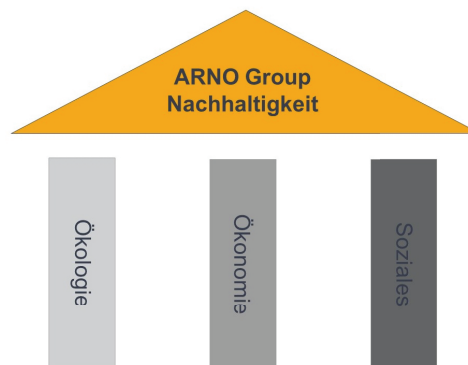 ARNO Group
Nachhaltigkeit
Ökologie
Ökonomie
Soziales